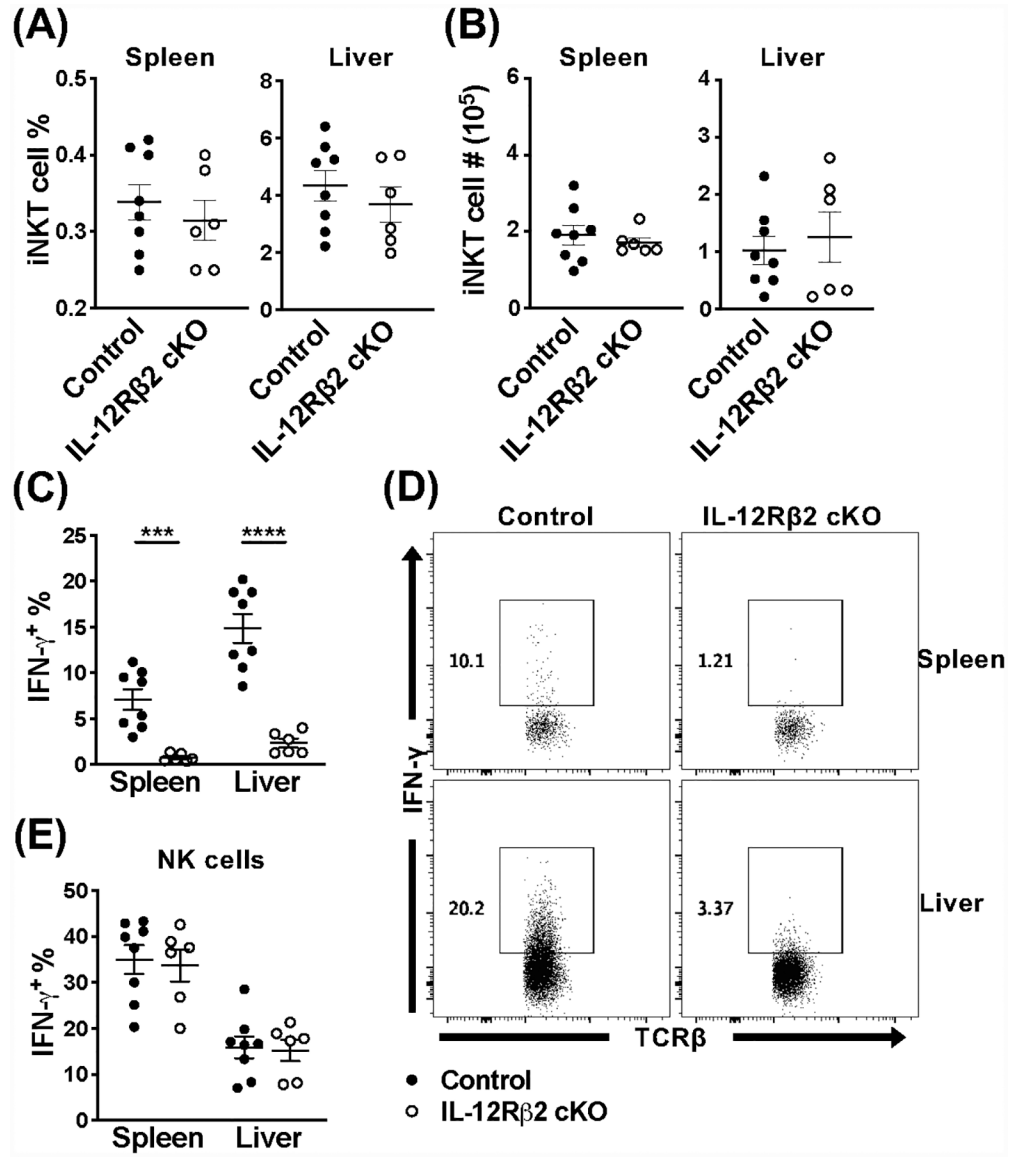 (A)
Spleen
Liver
iNKT cell %
0.5
0.4
0.3
0.2
8
6
4
2
0
Control
IL-12Rβ2 cKO
Control
IL-12Rβ2 cKO
(B)
Spleen
Liver
iNKT cell # (10⁵)
6
4
2
0
4
3
2
1
0
Control
IL-12Rβ2 cKO
Control
IL-12Rβ2 cKO
(C)
IFN-γ⁺ %
25
20
15
10
5
0
***
****
Spleen
Liver
(D)
Control
IL-12Rβ2 cKO
10.1
1.21
Spleen
IFN-γ
20.2
3.37
Liver
TCRβ
(E)
NK cells
IFN-γ⁺ %
50
40
30
20
10
0
Spleen
Liver
Control
IL-12Rβ2 cKO